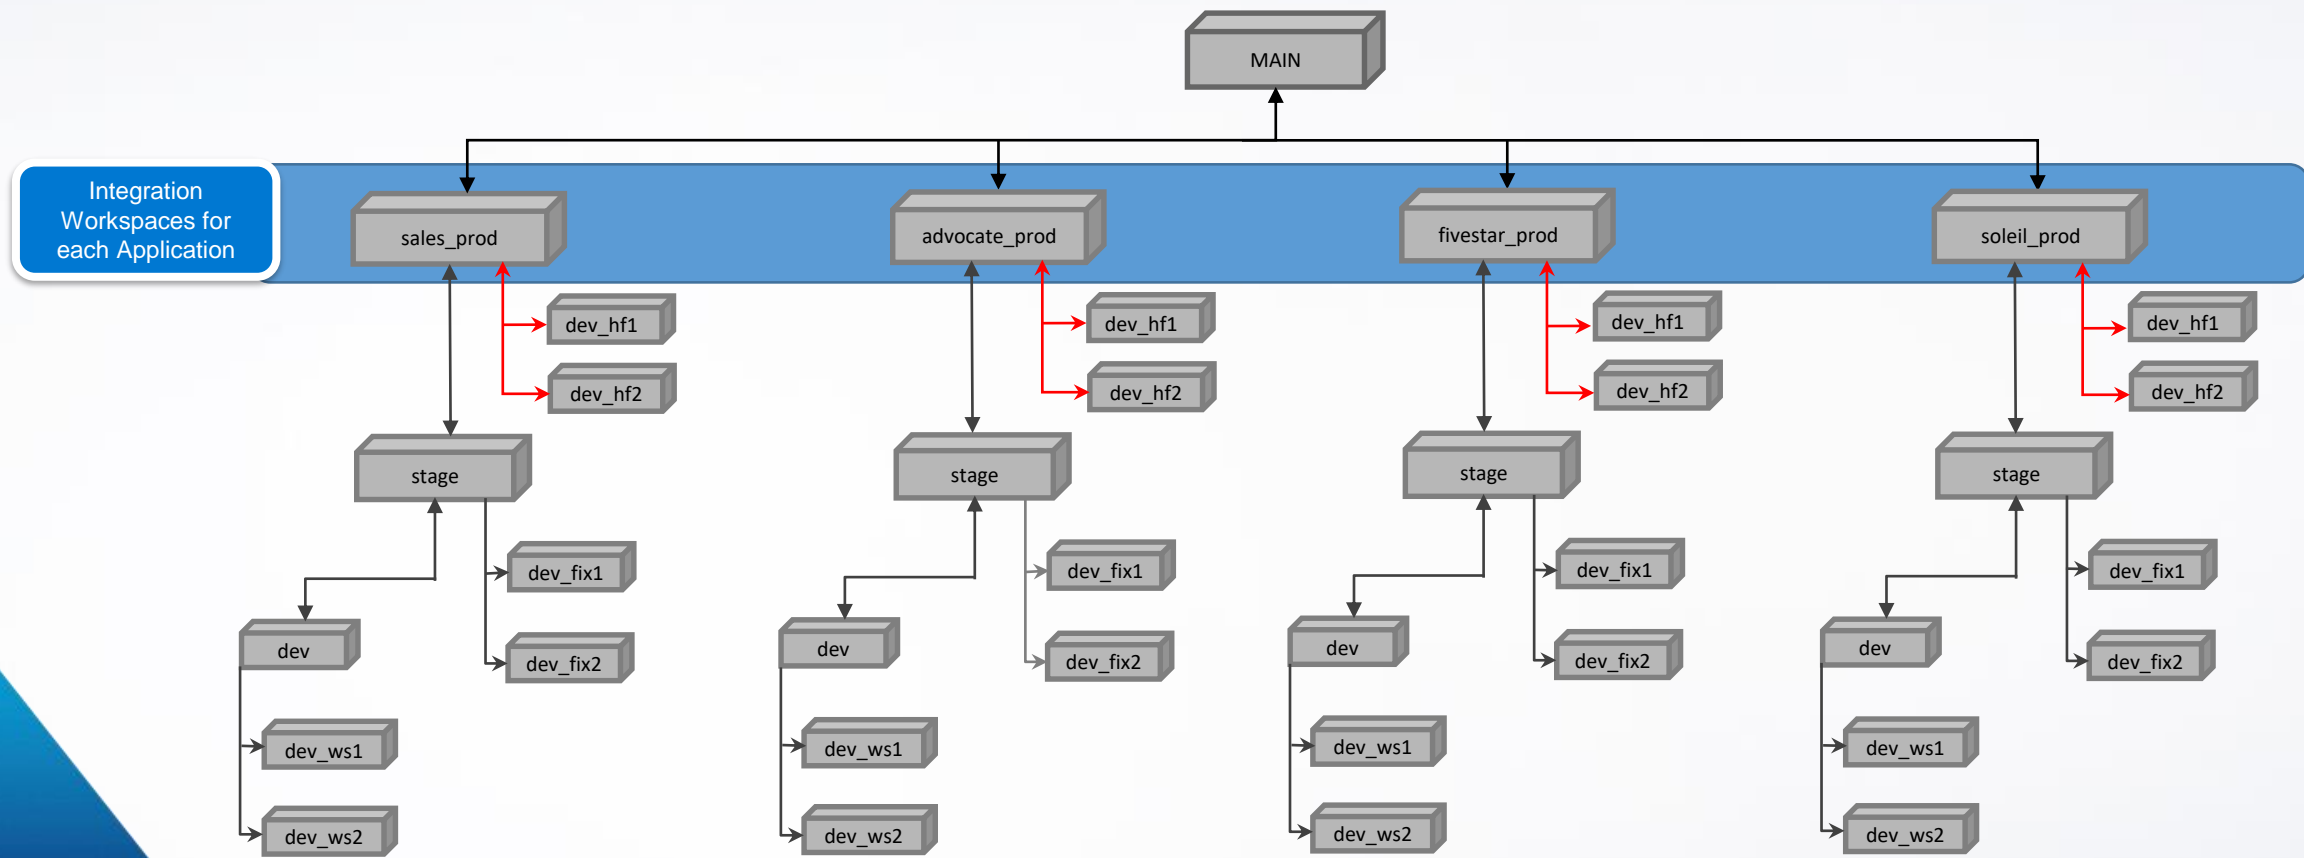 MAIN
Integration
Workspaces for
each Application
sales_prod
advocate_prod
fivestar_prod
soleil_prod
dev_hf1
dev_hf1
dev_hf1
dev_hf1
dev_hf2
dev_hf2
dev_hf2
dev_hf2
stage
stage
stage
stage
dev_fix1
dev_fix1
dev_fix1
dev_fix1
dev
dev
dev
dev
dev_fix2
dev_fix2
dev_fix2
dev_fix2
dev_ws1
dev_ws1
dev_ws1
dev_ws1
dev_ws2
dev_ws2
dev_ws2
dev_ws2